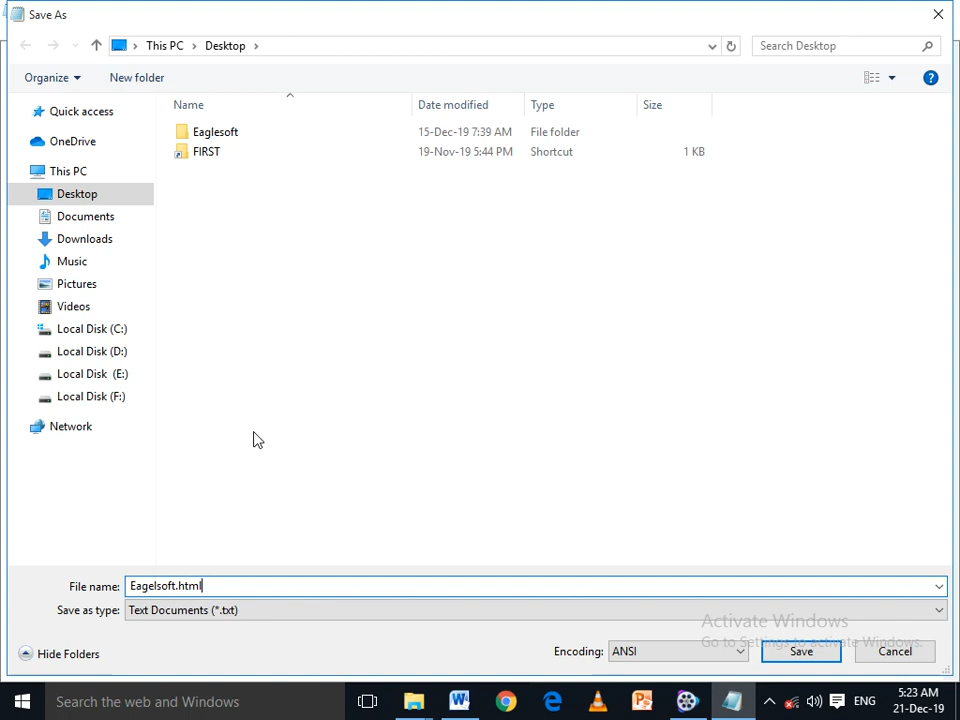 Save As
This PC
Desktop
Search Desktop
Organize
New folder
Name
Date modified
Type
Size
Quick access
OneDrive
This PC
Desktop
Documents
Downloads
Music
Pictures
Videos
Local Disk (C:)
Local Disk (D:)
Local Disk (E:)
Local Disk (F:)
Network
Eaglesoft 15-Dec-19 7:39 AM File folder
FIRST 19-Nov-19 5:44 PM Shortcut 1 KB
File name: Eagelsoft.html
Save as type: Text Documents (*.txt)
Activate Windows
Go to Settings to activate Windows.
Hide Folders
Encoding: ANSI
Save
Cancel
Search the web and Windows
ENG
5:23 AM
21-Dec-19